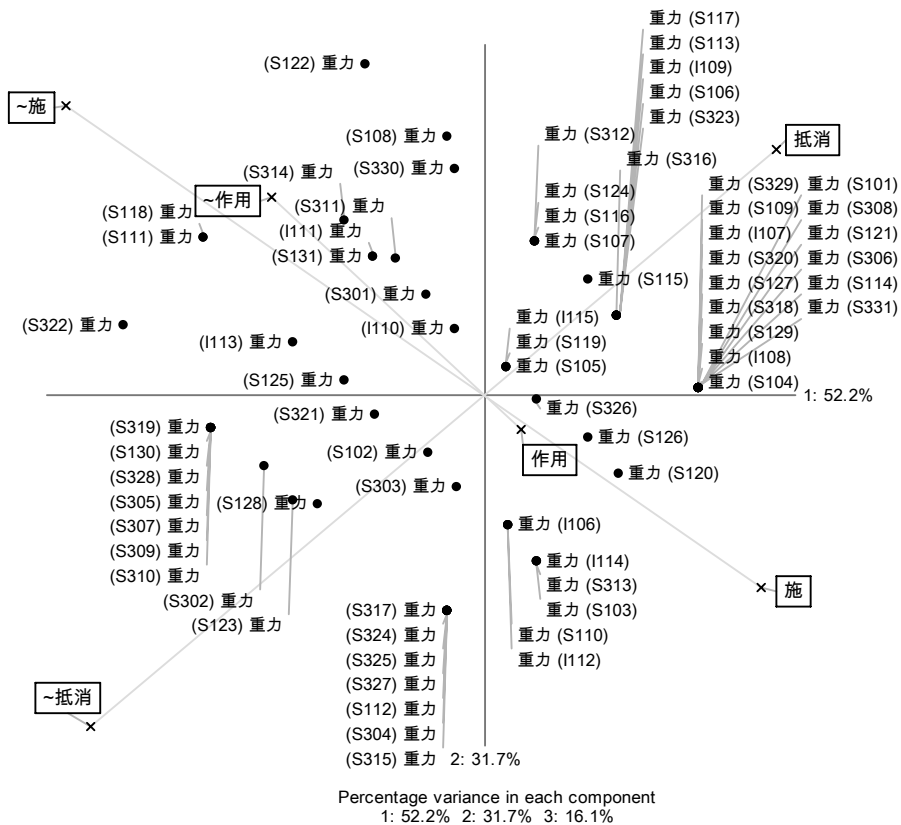 重力 (S117)
重力 (S113)
重力 (I109)
重力 (S106)
重力 (S323)
(S122) 重力
~施
(S108) 重力
重力 (S312)
抵消
(S330) 重力
重力 (S316)
(S314) 重力
~作用
重力 (S124)
重力 (S329) 重力 (S101)
(S311) 重力
(S118) 重力
重力 (S116)
重力 (S109) 重力 (S308)
(I111) 重力
(S111) 重力
重力 (S107)
重力 (I107) 重力 (S121)
(S131) 重力
重力 (S320) 重力 (S306)
重力 (S115)
重力 (S127) 重力 (S114)
(S301) 重力
重力 (S318) 重力 (S331)
(S322) 重力
(I110) 重力
重力 (I115)
重力 (S129)
(I113) 重力
重力 (S119)
重力 (I108)
(S125) 重力
重力 (S105)
重力 (S104)
1: 52.2%
(S321) 重力
重力 (S326)
(S319) 重力
重力 (S126)
(S130) 重力
(S102) 重力
作用
(S328) 重力
重力 (S120)
(S305) 重力
(S128) 重力
(S303) 重力
(S307) 重力
重力 (I106)
(S309) 重力
重力 (I114)
(S310) 重力
重力 (S313)
施
(S302) 重力
(S317) 重力
重力 (S103)
(S123) 重力
(S324) 重力
重力 (S110)
(S325) 重力
重力 (I112)
(S327) 重力
~抵消
(S112) 重力
(S304) 重力
(S315) 重力
2: 31.7%
Percentage variance in each component
1: 52.2% 2: 31.7% 3: 16.1%